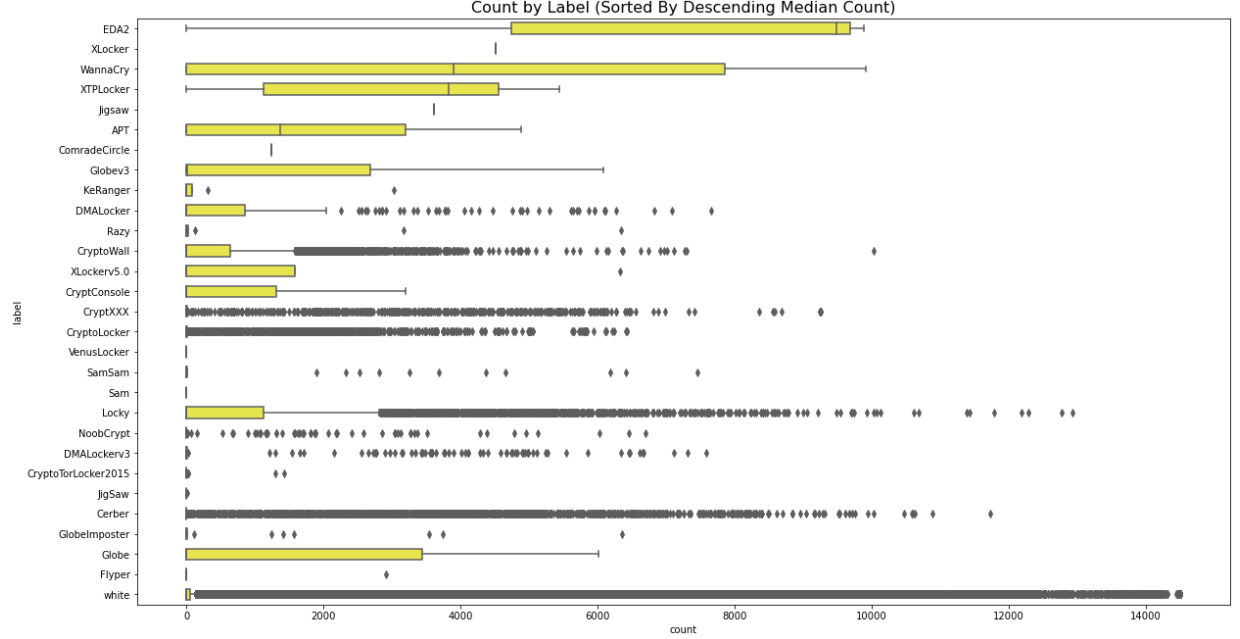 Count by Label (Sorted By Descending Median Count)
EDA2
XLocker
WannaCry
XTPLocker
Jigsaw
APT
ComradeCircle
Globev3
KeRanger
DMALocker
Razy
CryptoWall
XLockerv5.0
CryptConsole
CryptXXX
CryptoLocker
VenusLocker
SamSam
Sam
Locky
NoobCrypt
DMALockerv3
CryptoTorLocker2015
JigSaw
Cerber
GlobeImposter
Globe
Flyper
white
label
0 2000 4000 6000 8000 10000 12000 14000
count